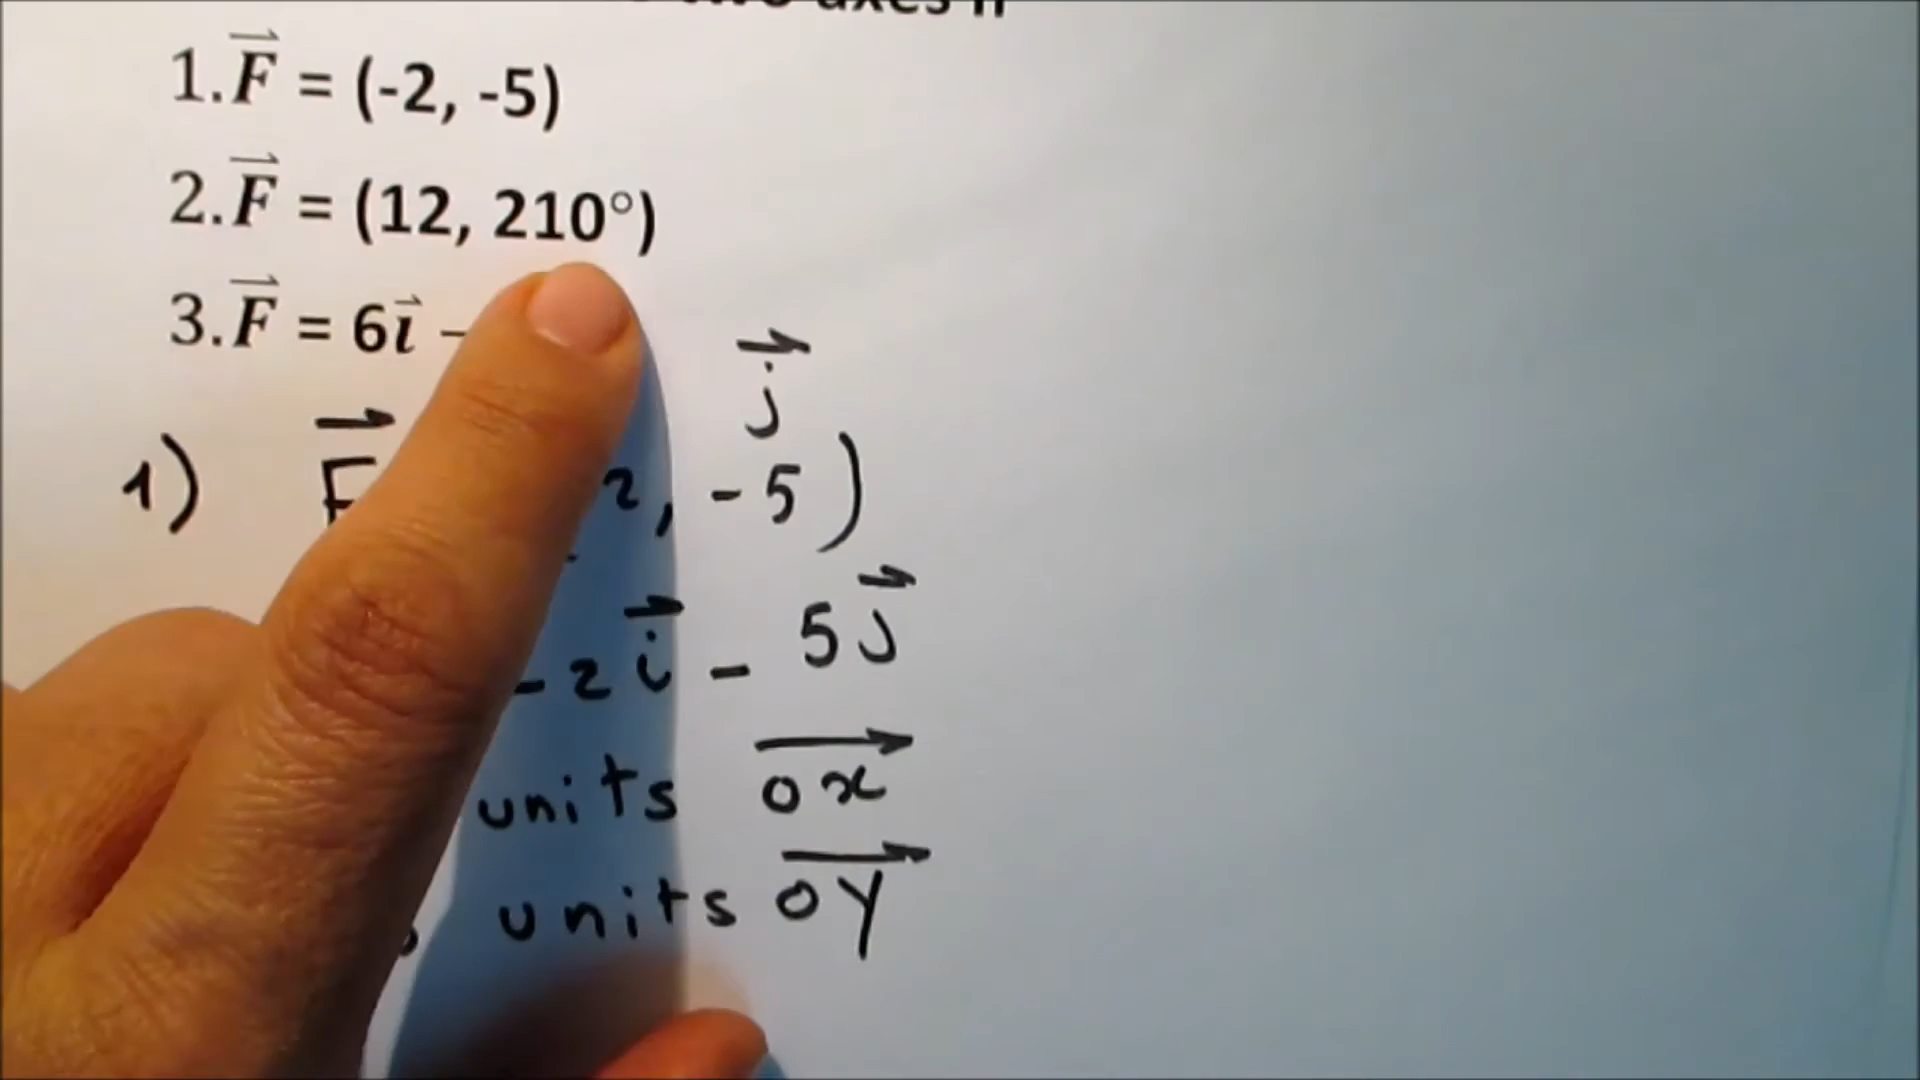 1. F⃗ = (-2, -5)
2. F⃗ = (12, 210°)
3. F⃗ = 6i⃗ –
j⃗
1) F⃗ 2, -5)
-2i⃗ - 5j⃗
units ox⃗
units oy⃗